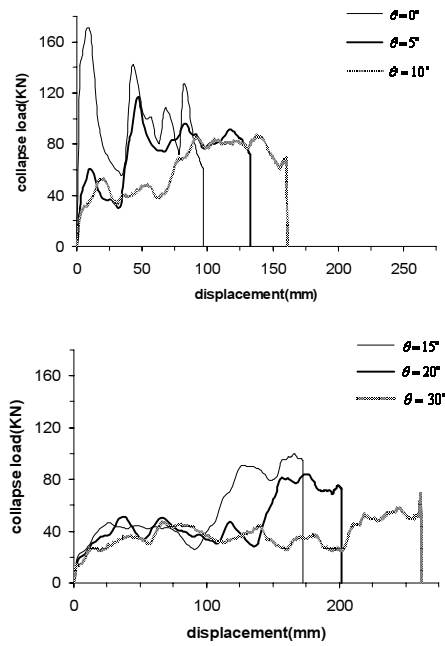 θ = 0°
θ = 5°
θ = 10°
160
120
80
40
0
collapse load(KN)
0 50 100 150 200 250
displacement(mm)
θ = 15°
θ = 20°
θ = 30°
160
120
80
40
0
collapse load(KN)
0 100 200
displacement(mm)